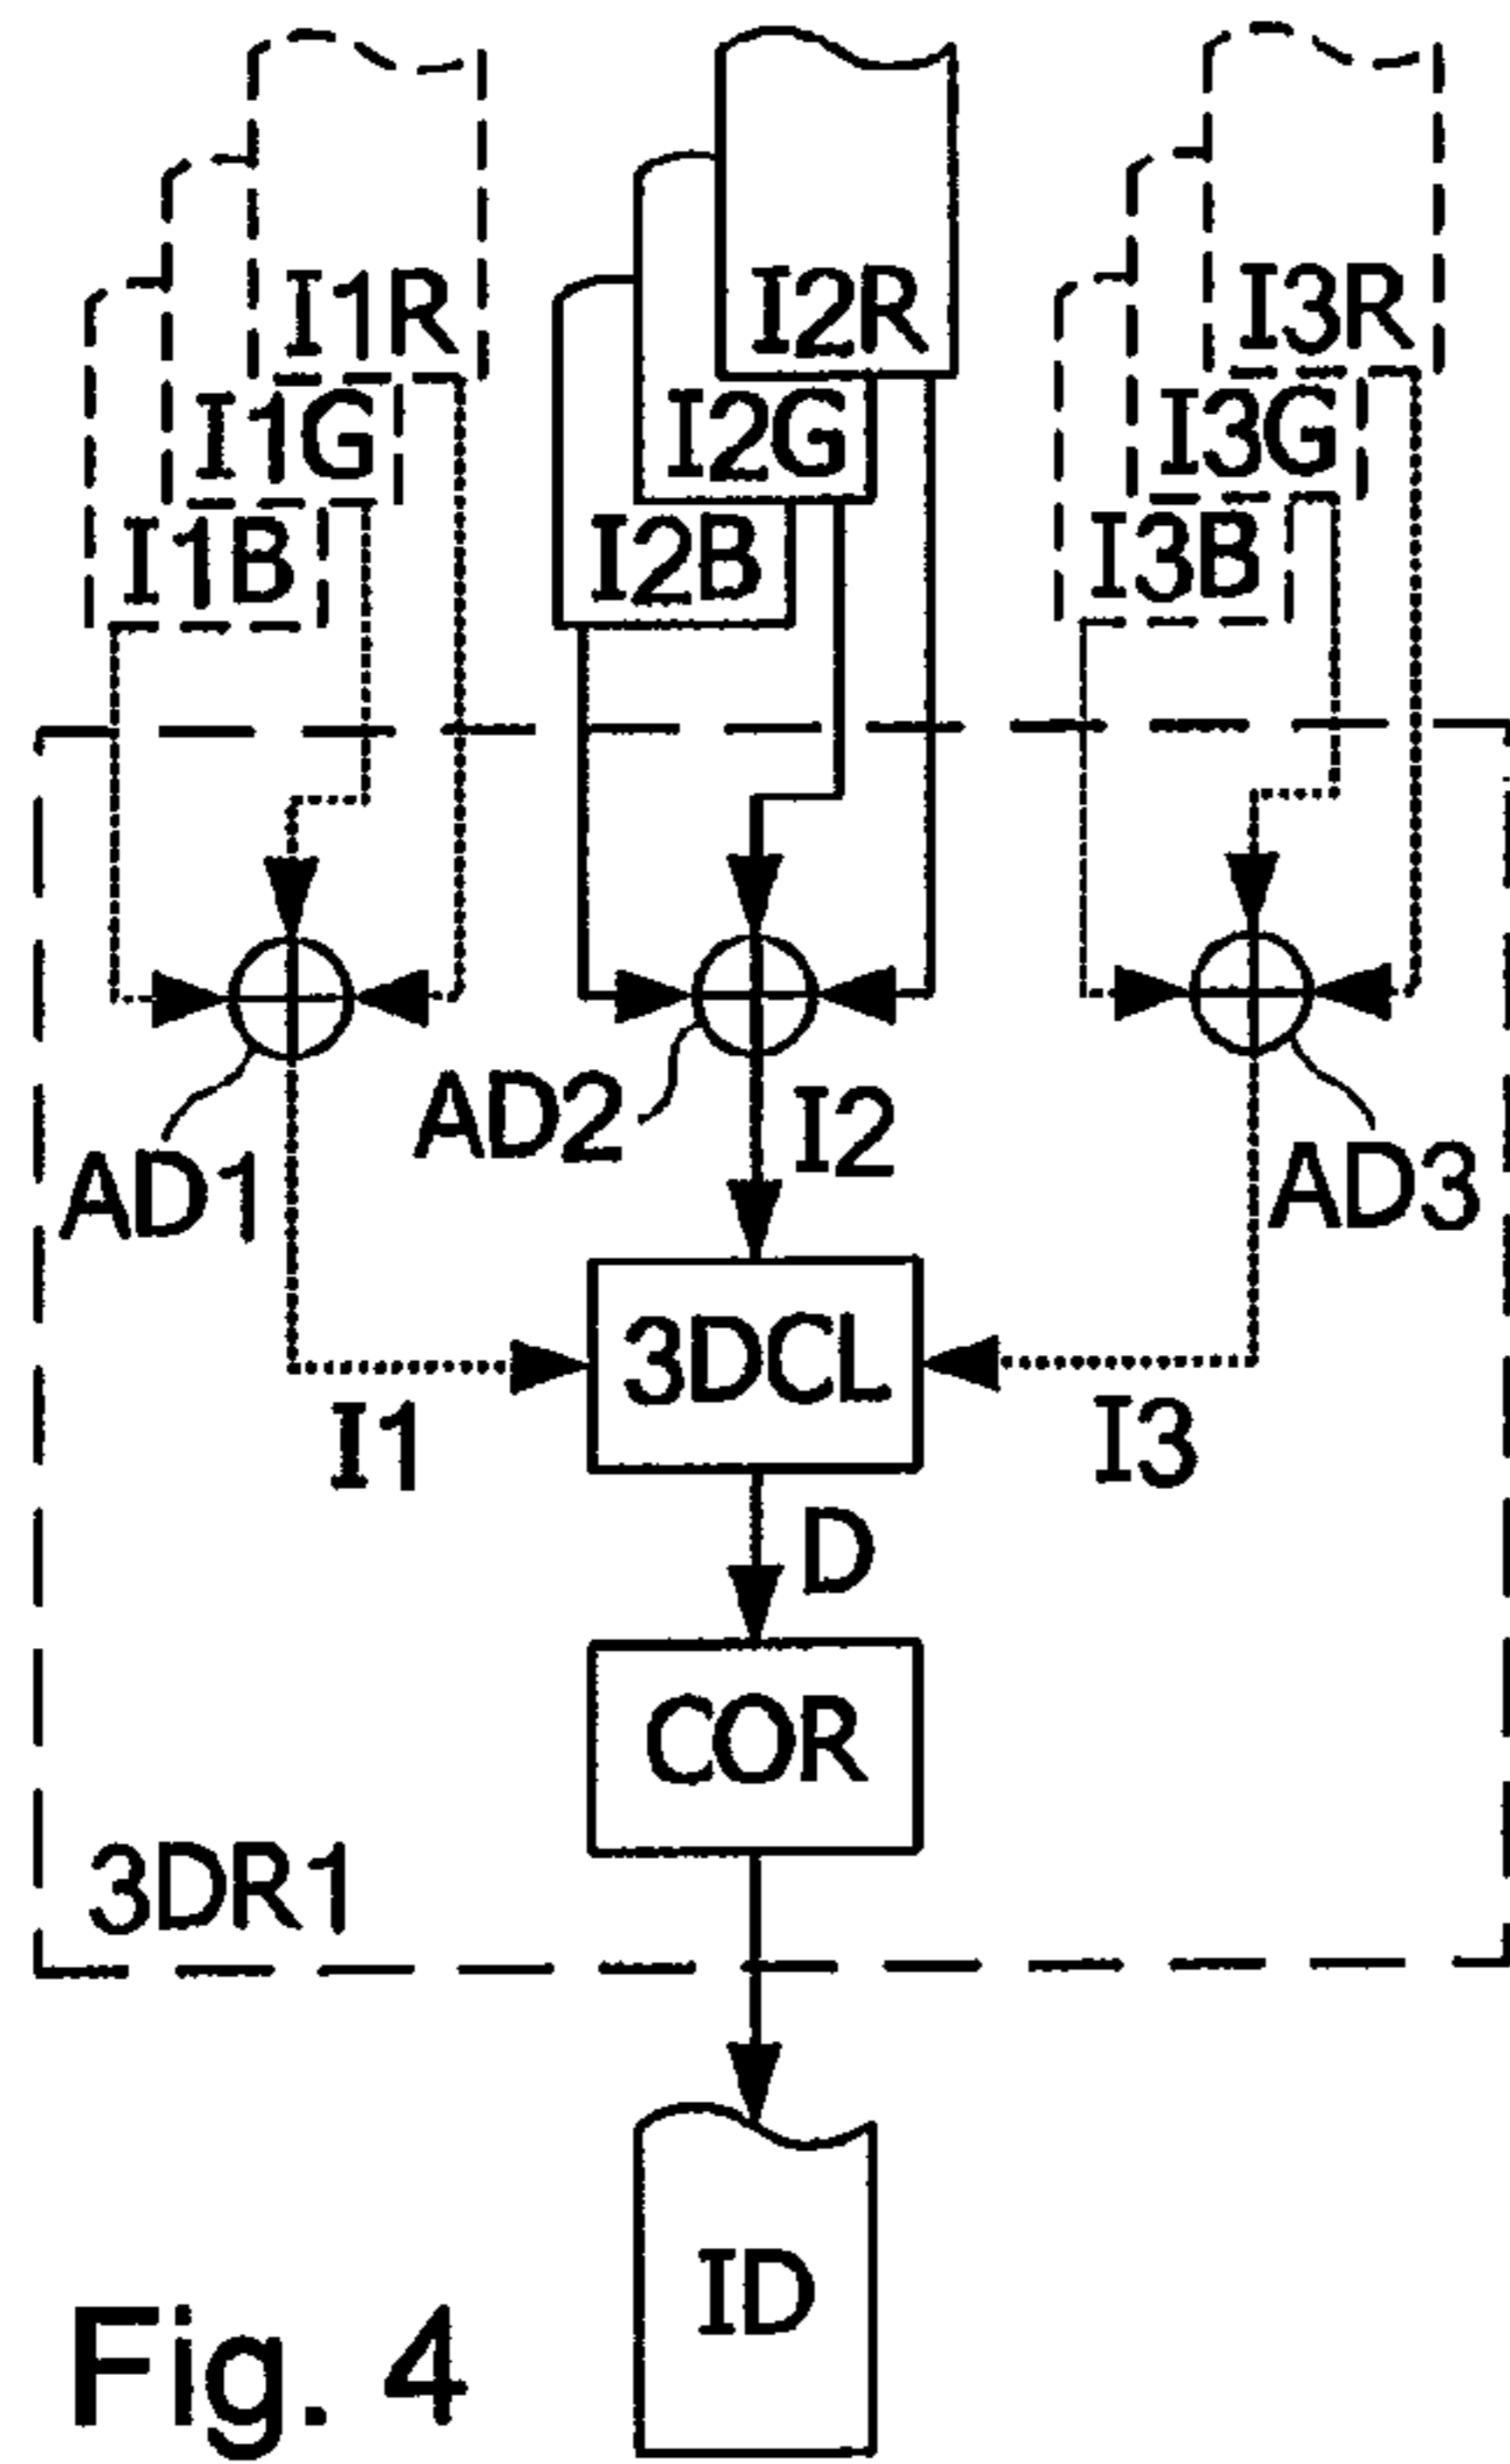 I1R I2R I3R
I1G I2G I3G
I1B I2B I3B
AD1 AD2 I2 AD3
3DCL
I1 I3
D
COR
3DR1
ID
Fig. 4